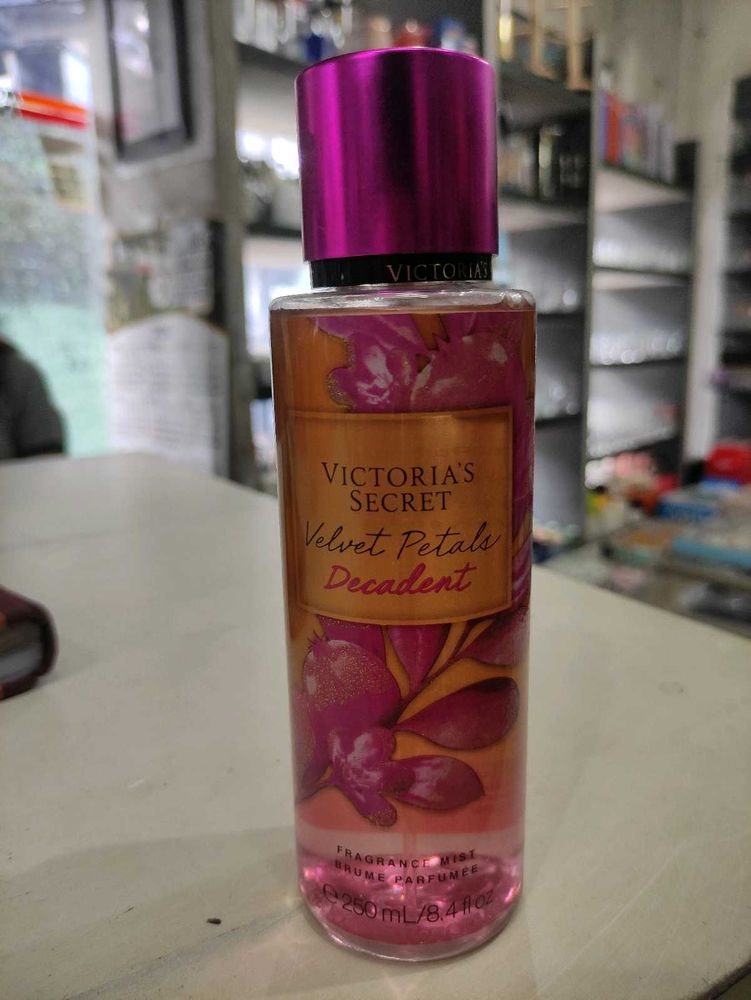 VICTORIA'S
VICTORIA'S
SECRET
Velvet Petals
Decadent
FRAGRANCE MIST
BRUME PARFUMÉE
e 250 mL/8.4 fl oz